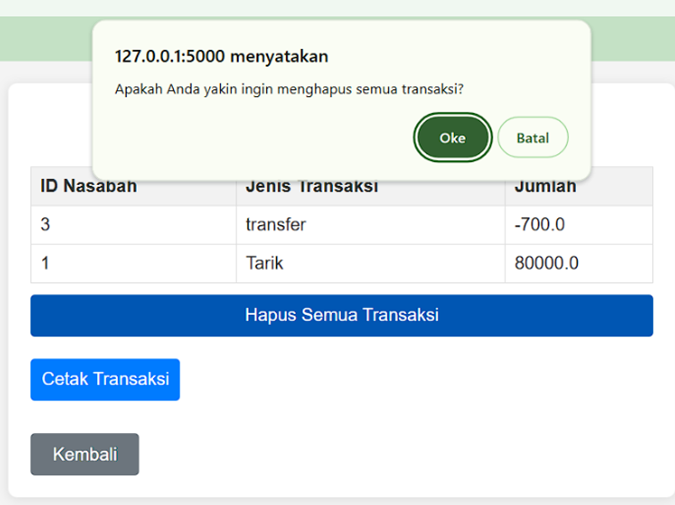 127.0.0.1:5000 menyatakan
Apakah Anda yakin ingin menghapus semua transaksi?
Oke Batal
ID Nasabah Jenis Transaksi Jumlah
3 transfer -700.0
1 Tarik 80000.0
Hapus Semua Transaksi
Cetak Transaksi
Kembali